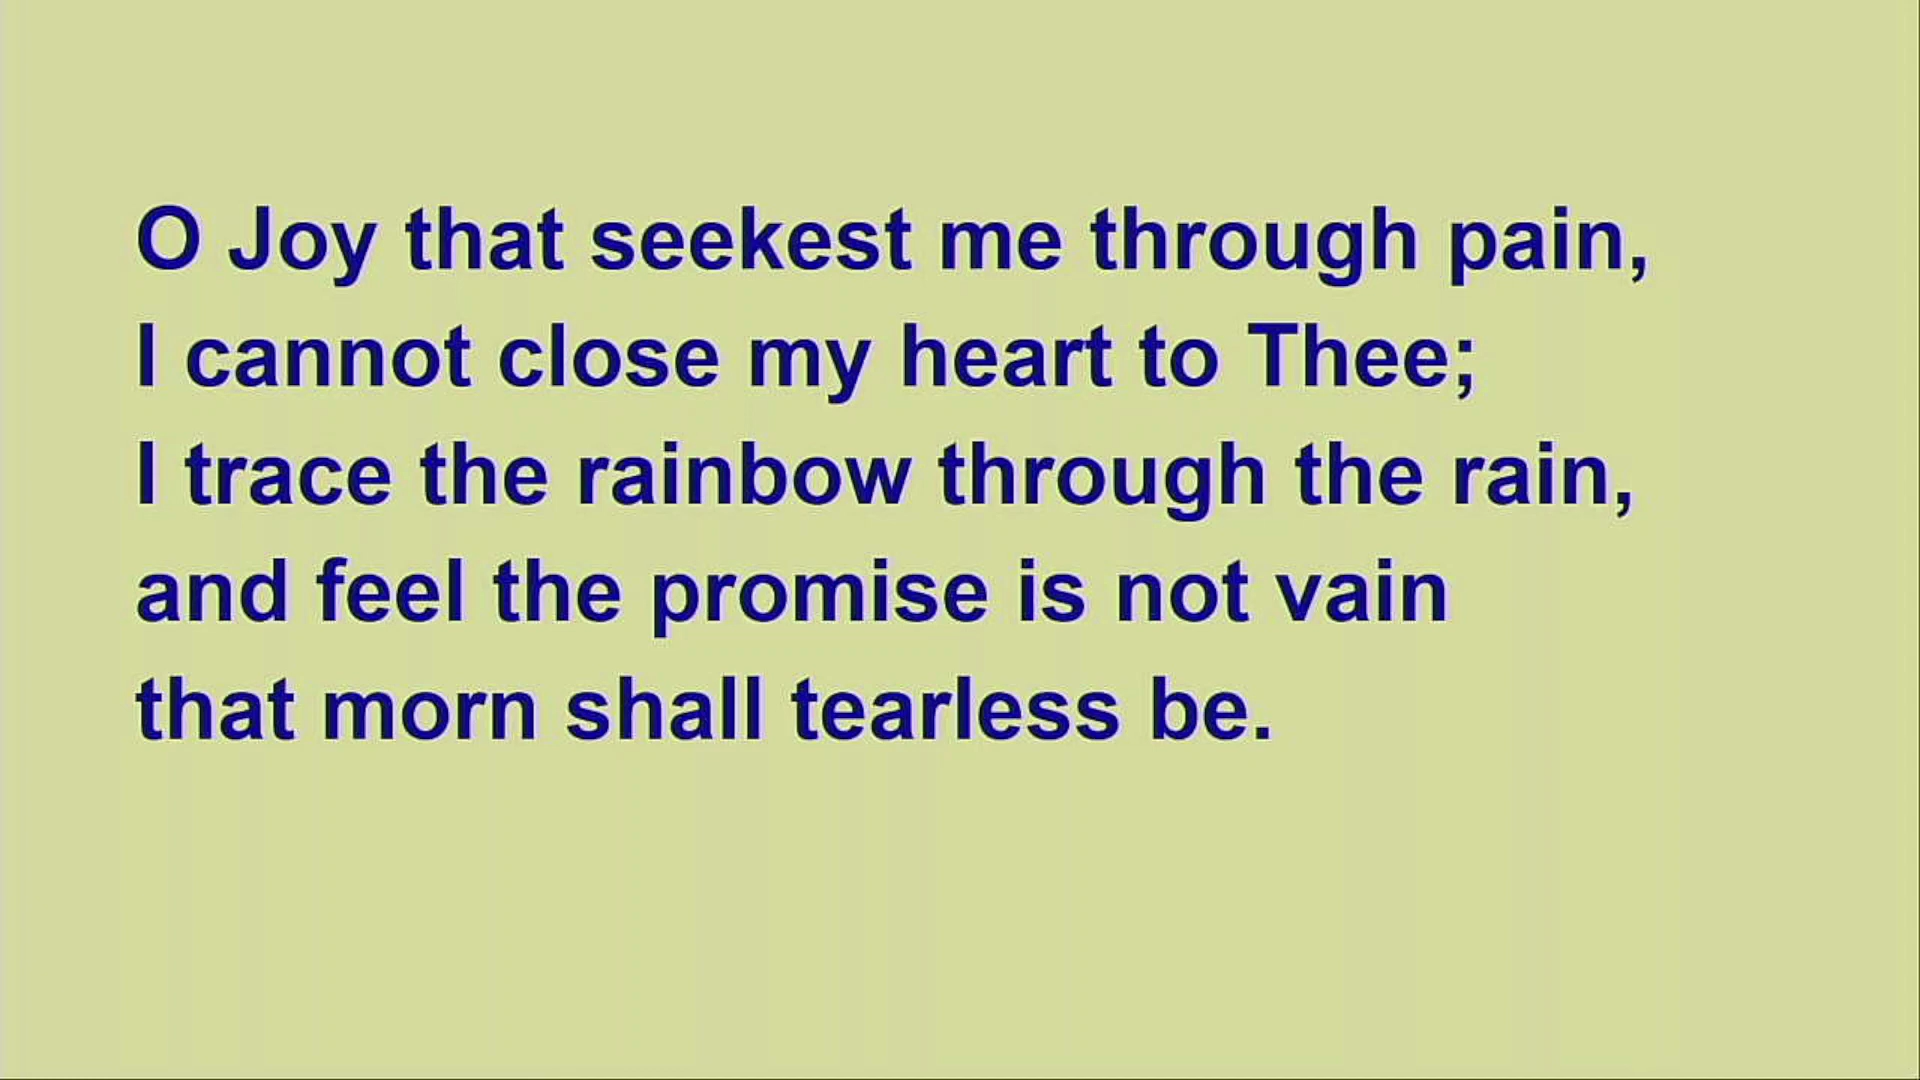 O Joy that seekest me through pain,
I cannot close my heart to Thee;
I trace the rainbow through the rain,
and feel the promise is not vain
that morn shall tearless be.